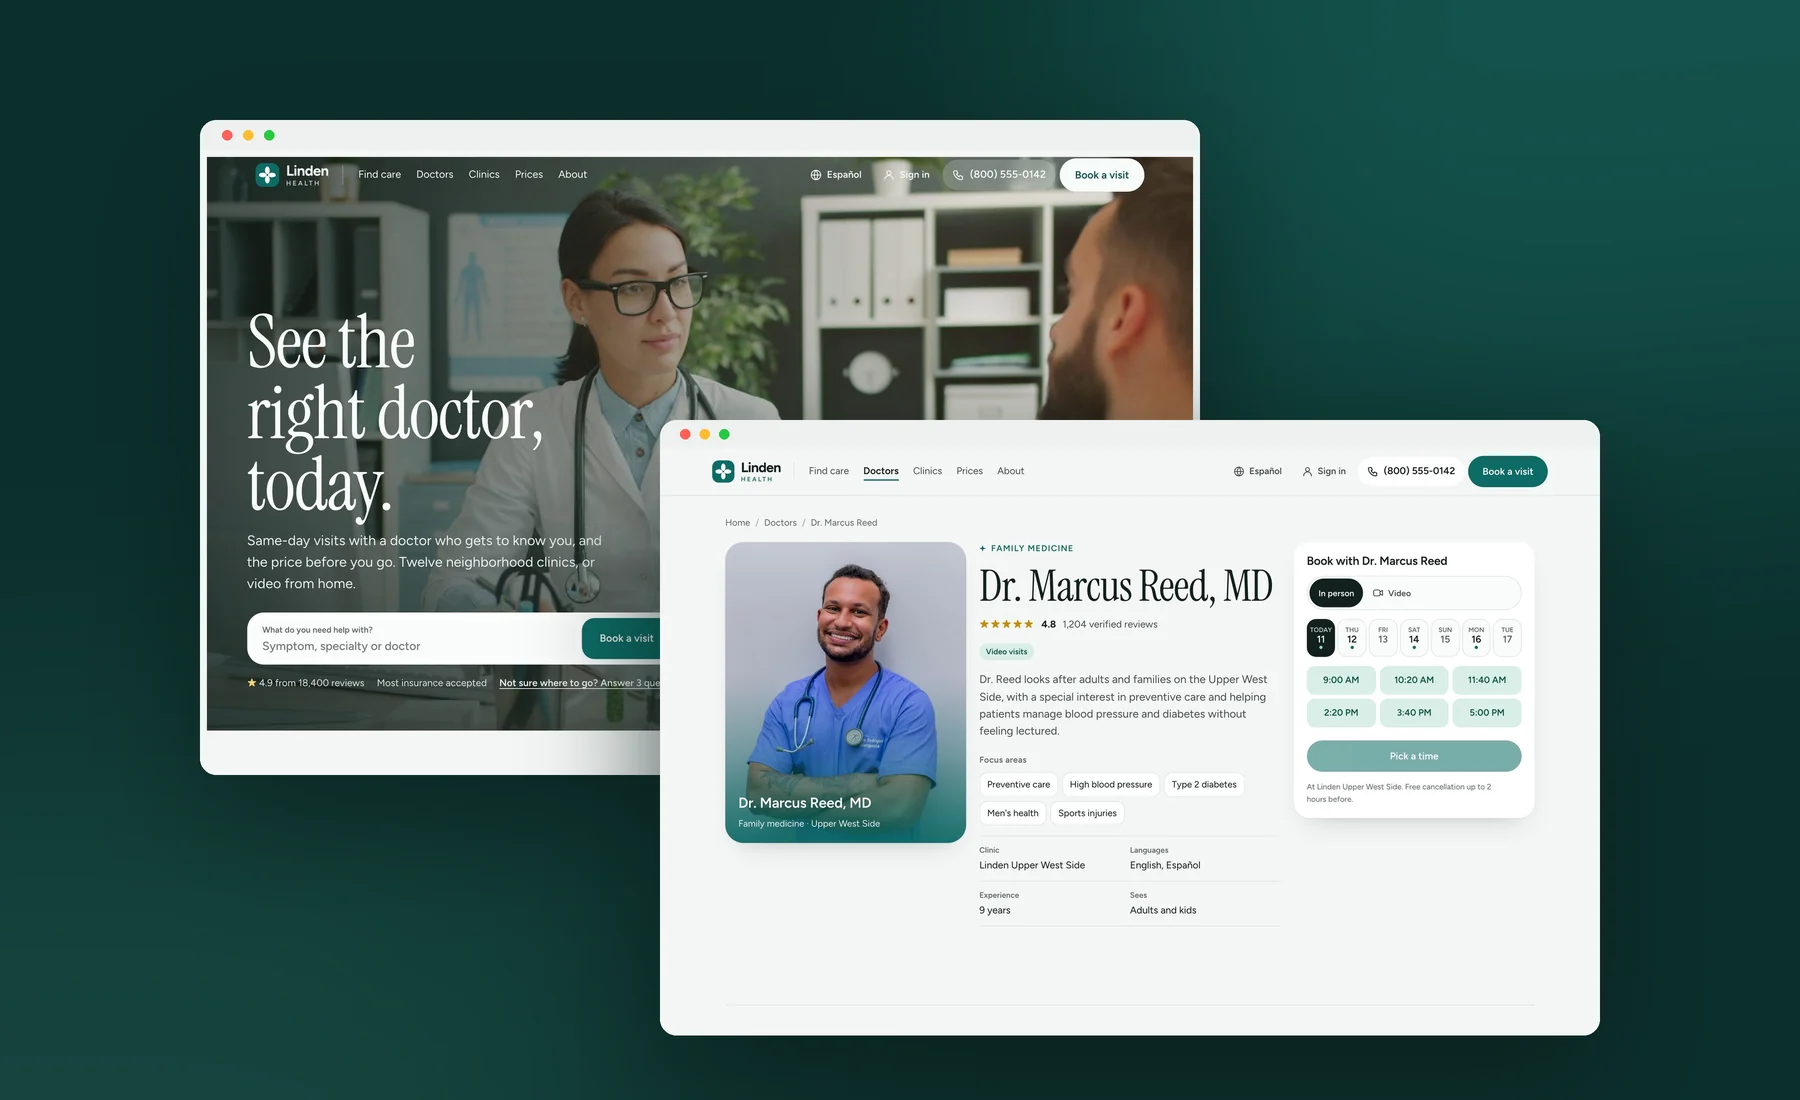 Linden
HEALTH
Find care
Doctors
Clinics
Prices
About
Español
Sign in
(800) 555-0142
Book a visit
See the
right doctor,
today.
Same-day visits with a doctor who gets to know you, and
the price before you go. Twelve neighborhood clinics, or
video from home.
What do you need help with?
Symptom, specialty or doctor
Book a visit
4.9 from 18,400 reviews
Most insurance accepted
Not sure where to go? Answer 3 que
Linden
HEALTH
Find care
Doctors
Clinics
Prices
About
Español
Sign in
(800) 555-0142
Book a visit
Home / Doctors / Dr. Marcus Reed
Dr. Marcus Reed, MD
Family medicine · Upper West Side
FAMILY MEDICINE
Dr. Marcus Reed, MD
4.8 1,204 verified reviews
Video visits
Dr. Reed looks after adults and families on the Upper West
Side, with a special interest in preventive care and helping
patients manage blood pressure and diabetes without
feeling lectured.
Focus areas
Preventive care
High blood pressure
Type 2 diabetes
Men's health
Sports injuries
Clinic
Linden Upper West Side
Languages
English, Español
Experience
9 years
Sees
Adults and kids
Book with Dr. Marcus Reed
In person
Video
TODAY
11
THU
12
FRI
13
SAT
14
SUN
15
MON
16
TUE
17
9:00 AM
10:20 AM
11:40 AM
2:20 PM
3:40 PM
5:00 PM
Pick a time
At Linden Upper West Side. Free cancellation up to 2
hours before.